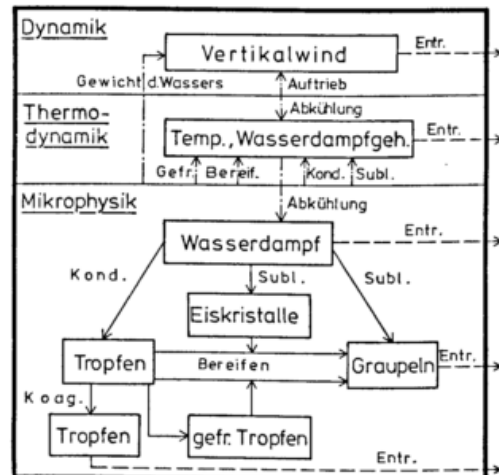 Dynamik
Entr.
Vertikalwind
Gewicht d. Wassers
Auftrieb
Thermo-
dynamik
Abkühlung
Temp., Wasserdampfgeh.
Entr.
Gefr. Bereif. Kond. Subl.
Mikrophysik
Abkühlung
Wasserdampf
Entr.
Kond.
Subl.
Subl.
Eiskristalle
Tropfen
Bereifen
Graupeln
Entr.
Koag.
Tropfen
gefr. Tropfen
Entr.